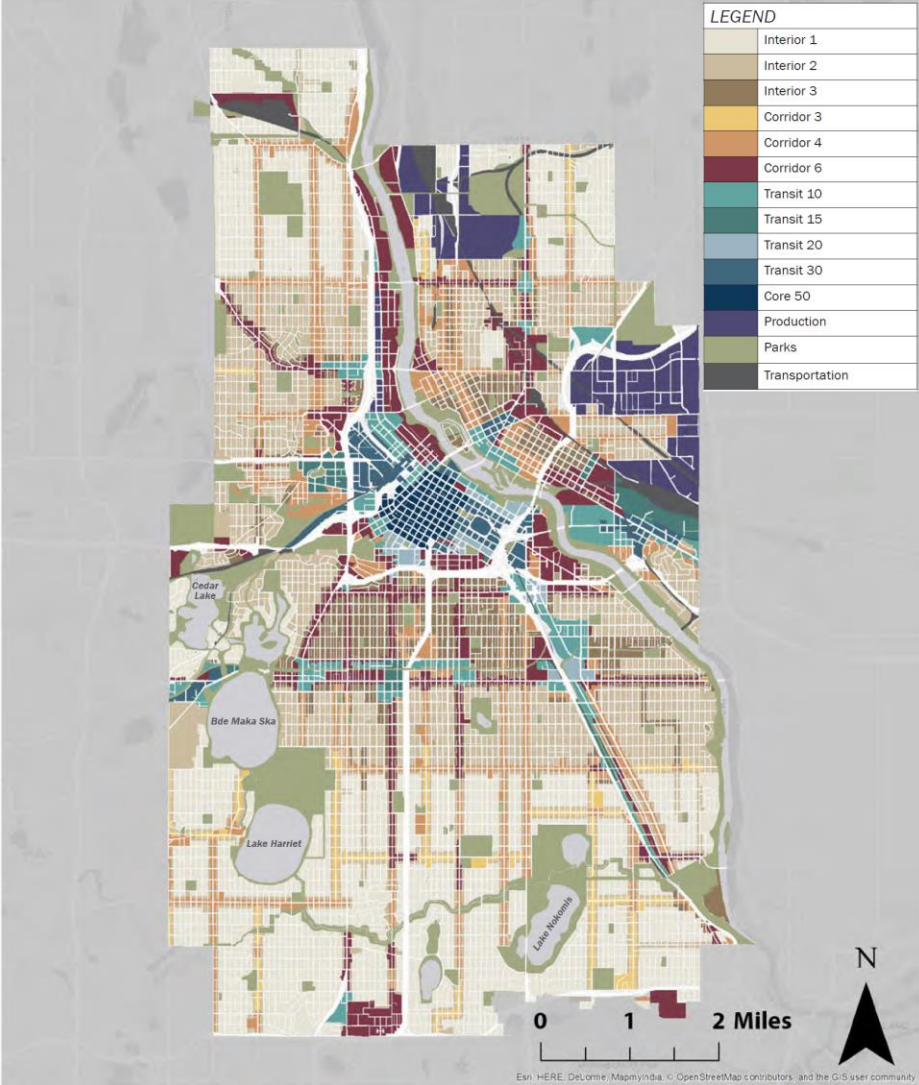 LEGEND
Interior 1
Interior 2
Interior 3
Corridor 3
Corridor 4
Corridor 6
Transit 10
Transit 15
Transit 20
Transit 30
Core 50
Production
Parks
Transportation
Cedar
Lake
Bde Maka Ska
Lake Harriet
Lake Nokomis
N
0 1 2 Miles
Esri, HERE, DeLorme, MapmyIndia, © OpenStreetMap contributors, and the GIS user community